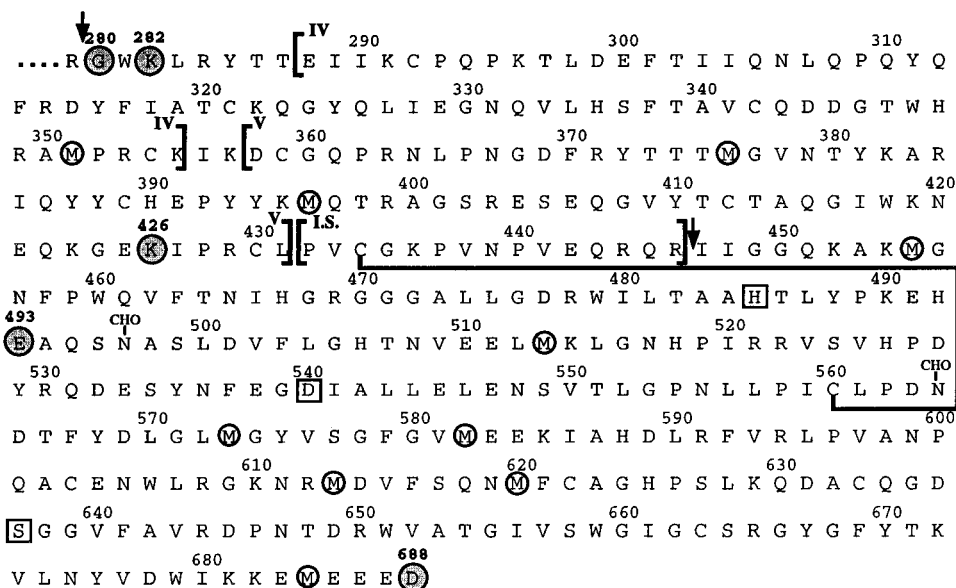 280 282 IV 290 300 310
....R G W K L R Y T T E I I K C P Q P K T L D E F T I I Q N L Q P Q Y Q
320 330 340
F R D Y F I A T C K Q G Y Q L I E G N Q V L H S F T A V C Q D D G T W H
350 IV V 360 370 380
R A M P R C K I K D C G Q P R N L P N G D F R Y T T T M G V N T Y K A R
390 400 410 420
I Q Y Y C H E P Y Y K M Q T R A G S R E S E Q G V Y T C T A Q G I W K N
426 430 V I.S. 440 450
E Q K G E K I P R C L P V C G K P V N P V E Q R Q R I I G G Q K A K M G
460 470 480 490
N F P W Q V F T N I H G R G G G A L L G D R W I L T A A H T L Y P K E H
493 CHO 500 510 520
E A Q S N A S L D V F L G H T N V E E L M K L G N H P I R R V S V H P D
530 540 550 560 CHO
Y R Q D E S Y N F E G D I A L L E L E N S V T L G P N L L P I C L P D N
570 580 590 600
D T F Y D L G L M G Y V S G F G V M E E K I A H D L R F V R L P V A N P
610 620 630
Q A C E N W L R G K N R M D V F S Q N M F C A G H P S L K Q D A C Q G D
640 650 660 670
S G G V F A V R D P N T D R W V A T G I V S W G I G C S R G Y G F Y T K
680 688
V L N Y V D W I K K E M E E E D